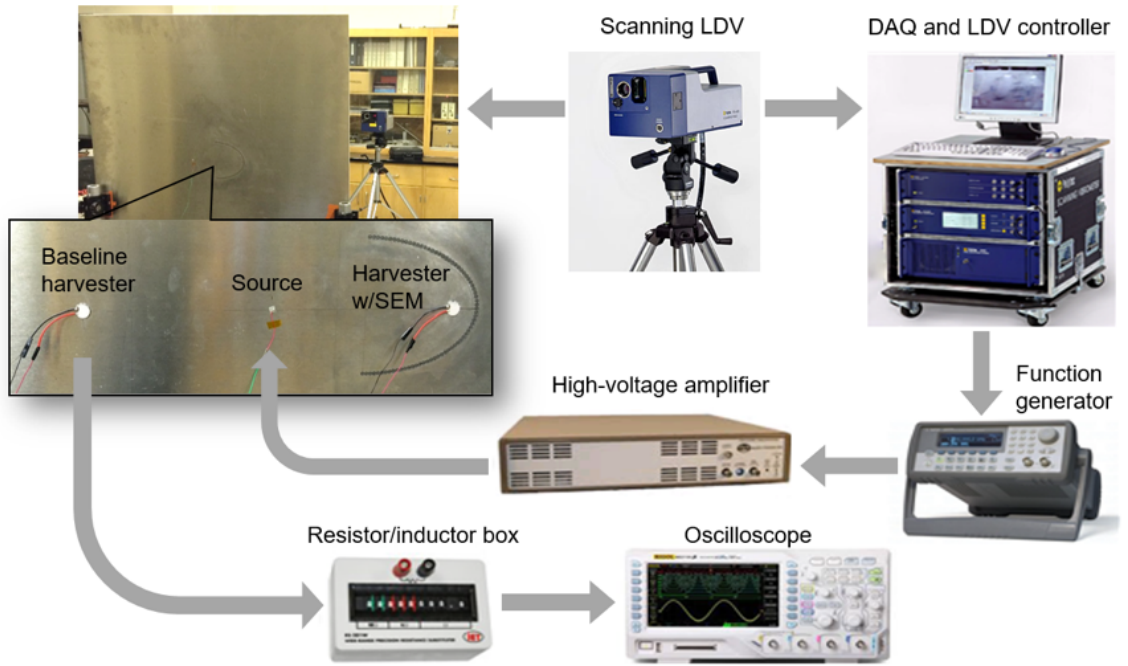 Scanning LDV
DAQ and LDV controller
Baseline
harvester
Source
Harvester
w/SEM
High-voltage amplifier
Function
generator
Resistor/inductor box
Oscilloscope